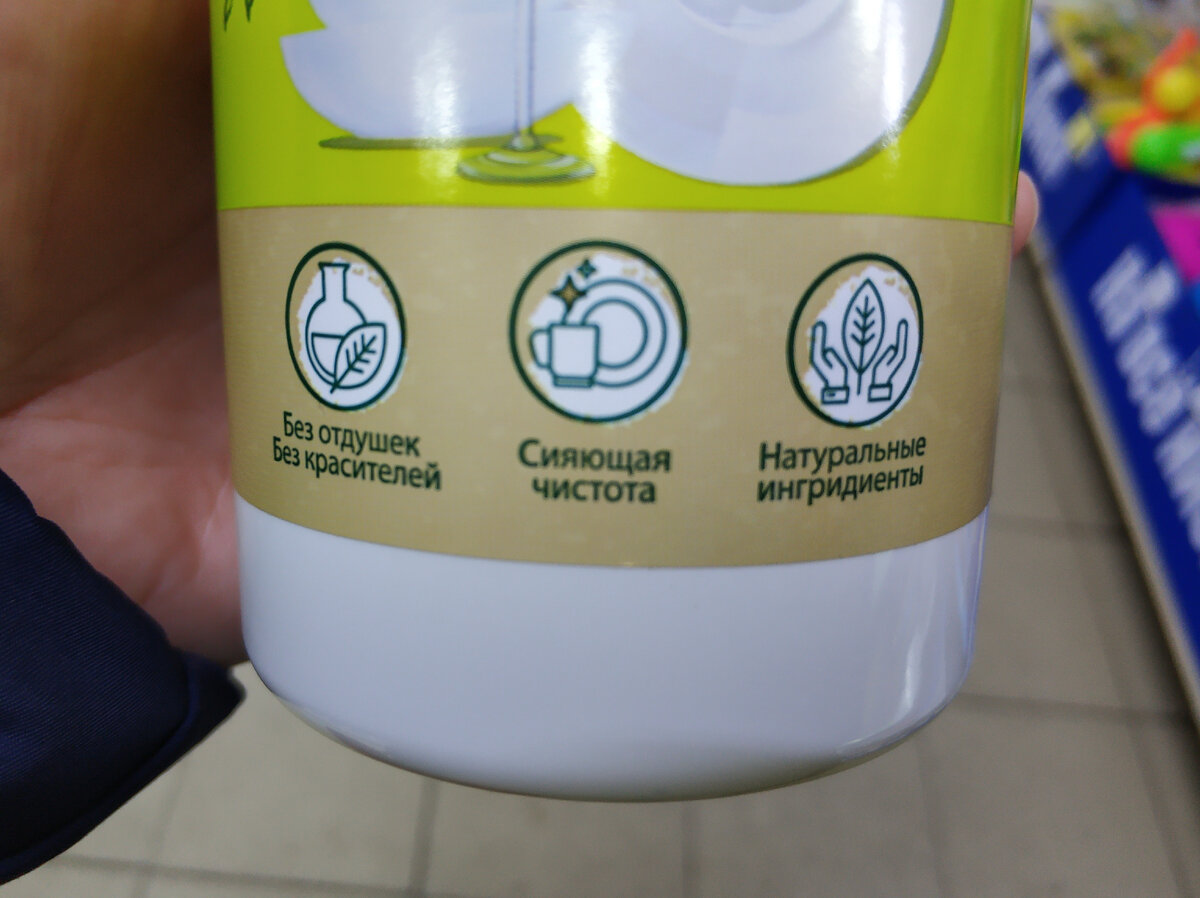 Без отдушек
Без красителей
Сияющая
чистота
Натуральные
ингридиенты